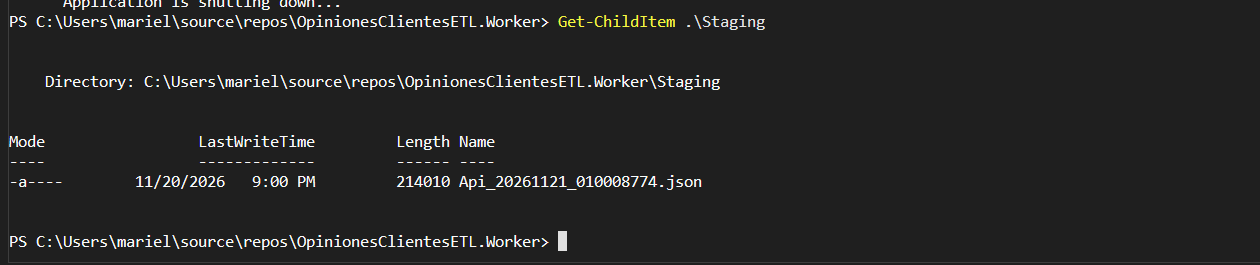 Application is shutting down...
PS C:\Users\mariel\source\repos\OpinionesClientesETL.Worker> Get-ChildItem .\Staging
Directory: C:\Users\mariel\source\repos\OpinionesClientesETL.Worker\Staging
Mode                 LastWriteTime         Length Name
----                 -------------         ------ ----
-a----        11/20/2026   9:00 PM         214010 Api_20261121_010008774.json
PS C:\Users\mariel\source\repos\OpinionesClientesETL.Worker>